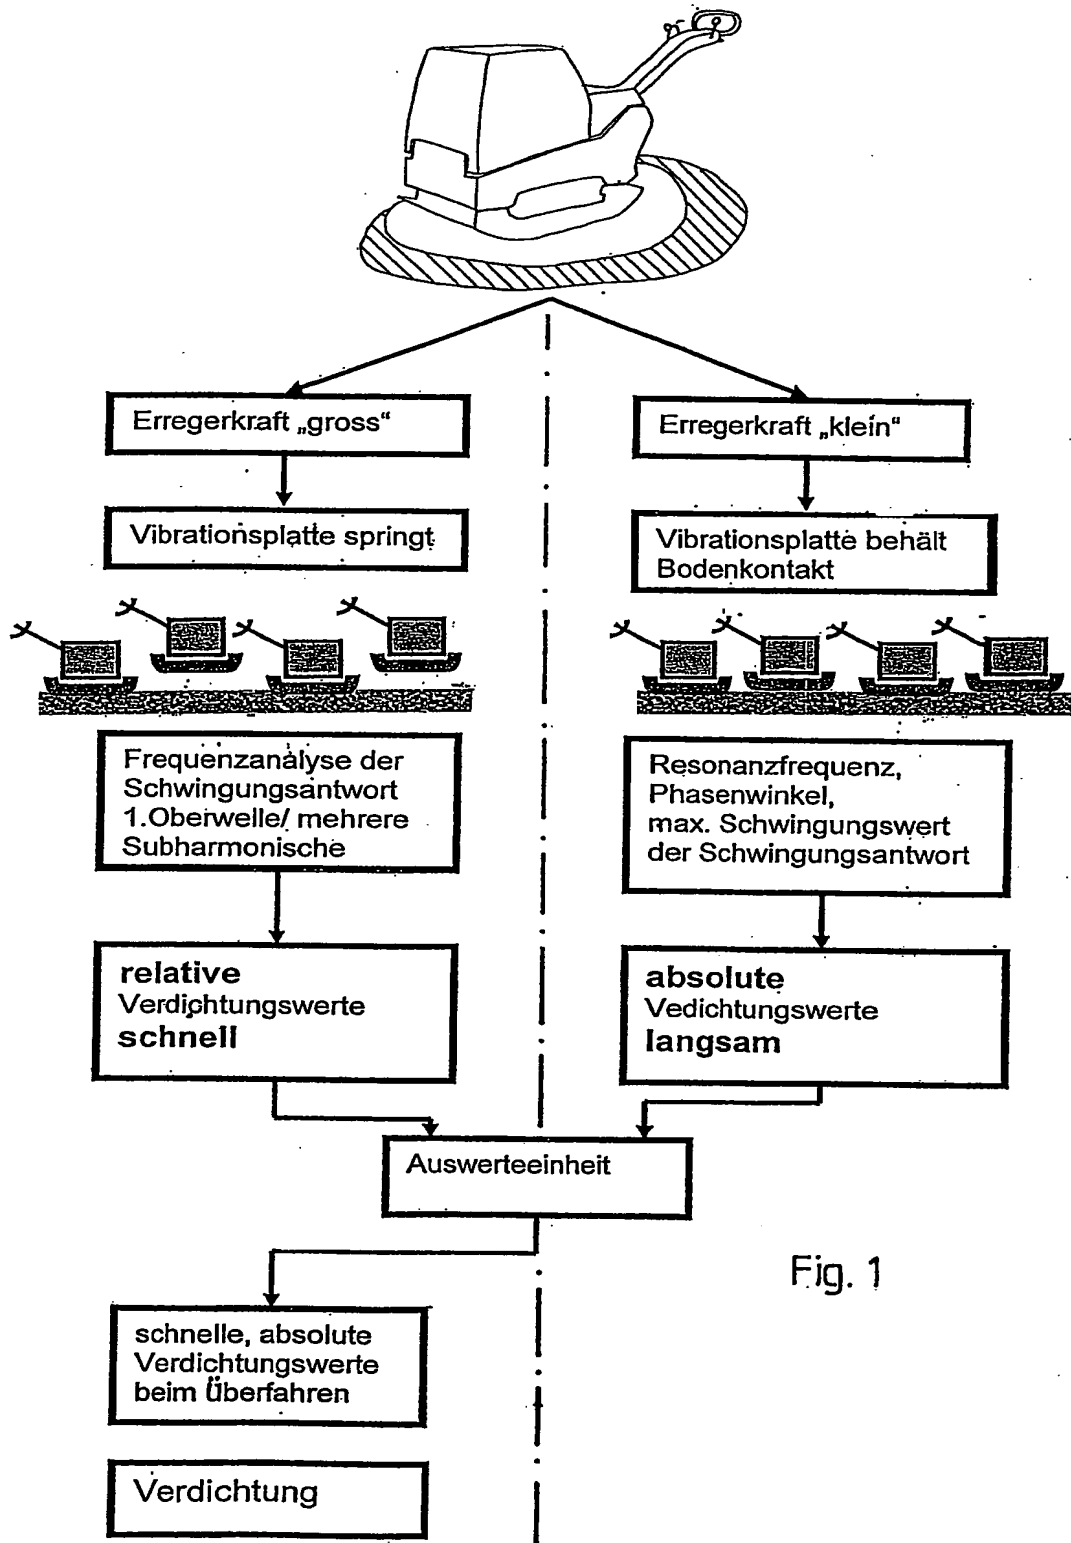 Erregerkraft „gross“
Erregerkraft „klein“
Vibrationsplatte springt
Vibrationsplatte behält
Bodenkontakt
Frequenzanalyse der
Schwingungsantwort
1.Oberwelle/ mehrere
Subharmonische
Resonanzfrequenz,
Phasenwinkel,
max. Schwingungswert
der Schwingungsantwort
relative
Verdichtungswerte
schnell
absolute
Vedichtungswerte
langsam
Auswerteeinheit
Fig. 1
schnelle, absolute
Verdichtungswerte
beim Überfahren
Verdichtung